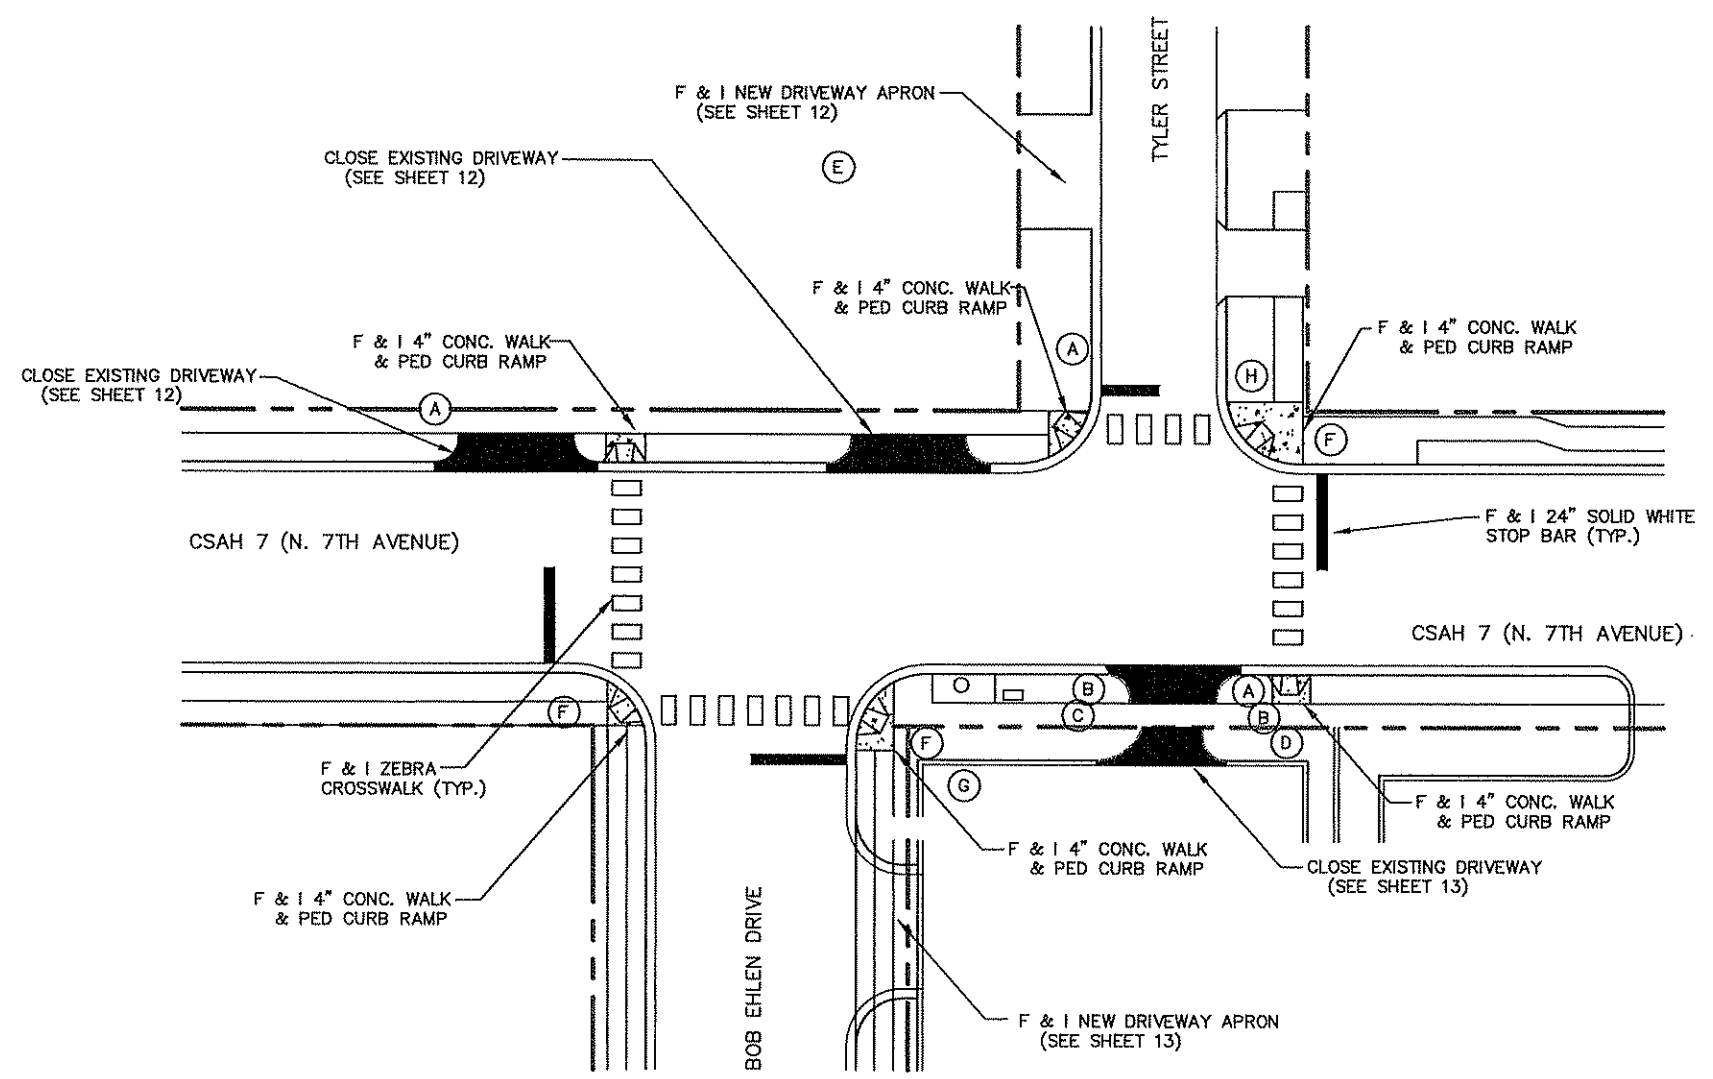 TYLER STREET
F & I NEW DRIVEWAY APRON
(SEE SHEET 12)
CLOSE EXISTING DRIVEWAY
(SEE SHEET 12)
E
F & I 4" CONC. WALK
& PED CURB RAMP
F & I 4" CONC. WALK
& PED CURB RAMP
A
F & I 4" CONC. WALK
& PED CURB RAMP
CLOSE EXISTING DRIVEWAY
(SEE SHEET 12)
H
A
F
CSAH 7 (N. 7TH AVENUE)
F & I 24" SOLID WHITE
STOP BAR (TYP.)
CSAH 7 (N. 7TH AVENUE)
B
A
F
C
B
F
D
F & I ZEBRA
CROSSWALK (TYP.)
G
F & I 4" CONC. WALK
& PED CURB RAMP
F & I 4" CONC. WALK
& PED CURB RAMP
CLOSE EXISTING DRIVEWAY
(SEE SHEET 13)
F & I 4" CONC. WALK
& PED CURB RAMP
BOB EHLEN DRIVE
F & I NEW DRIVEWAY APRON
(SEE SHEET 13)